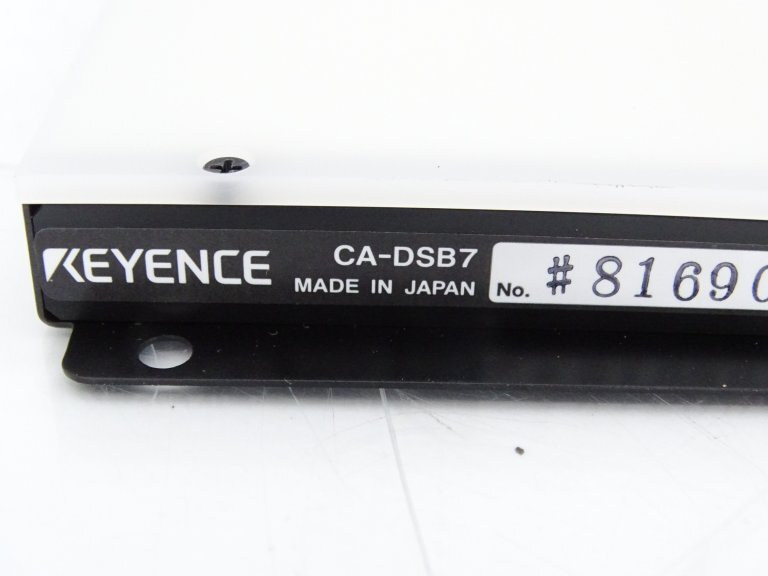 KEYENCE
CA-DSB7
MADE IN JAPAN
No. #81690